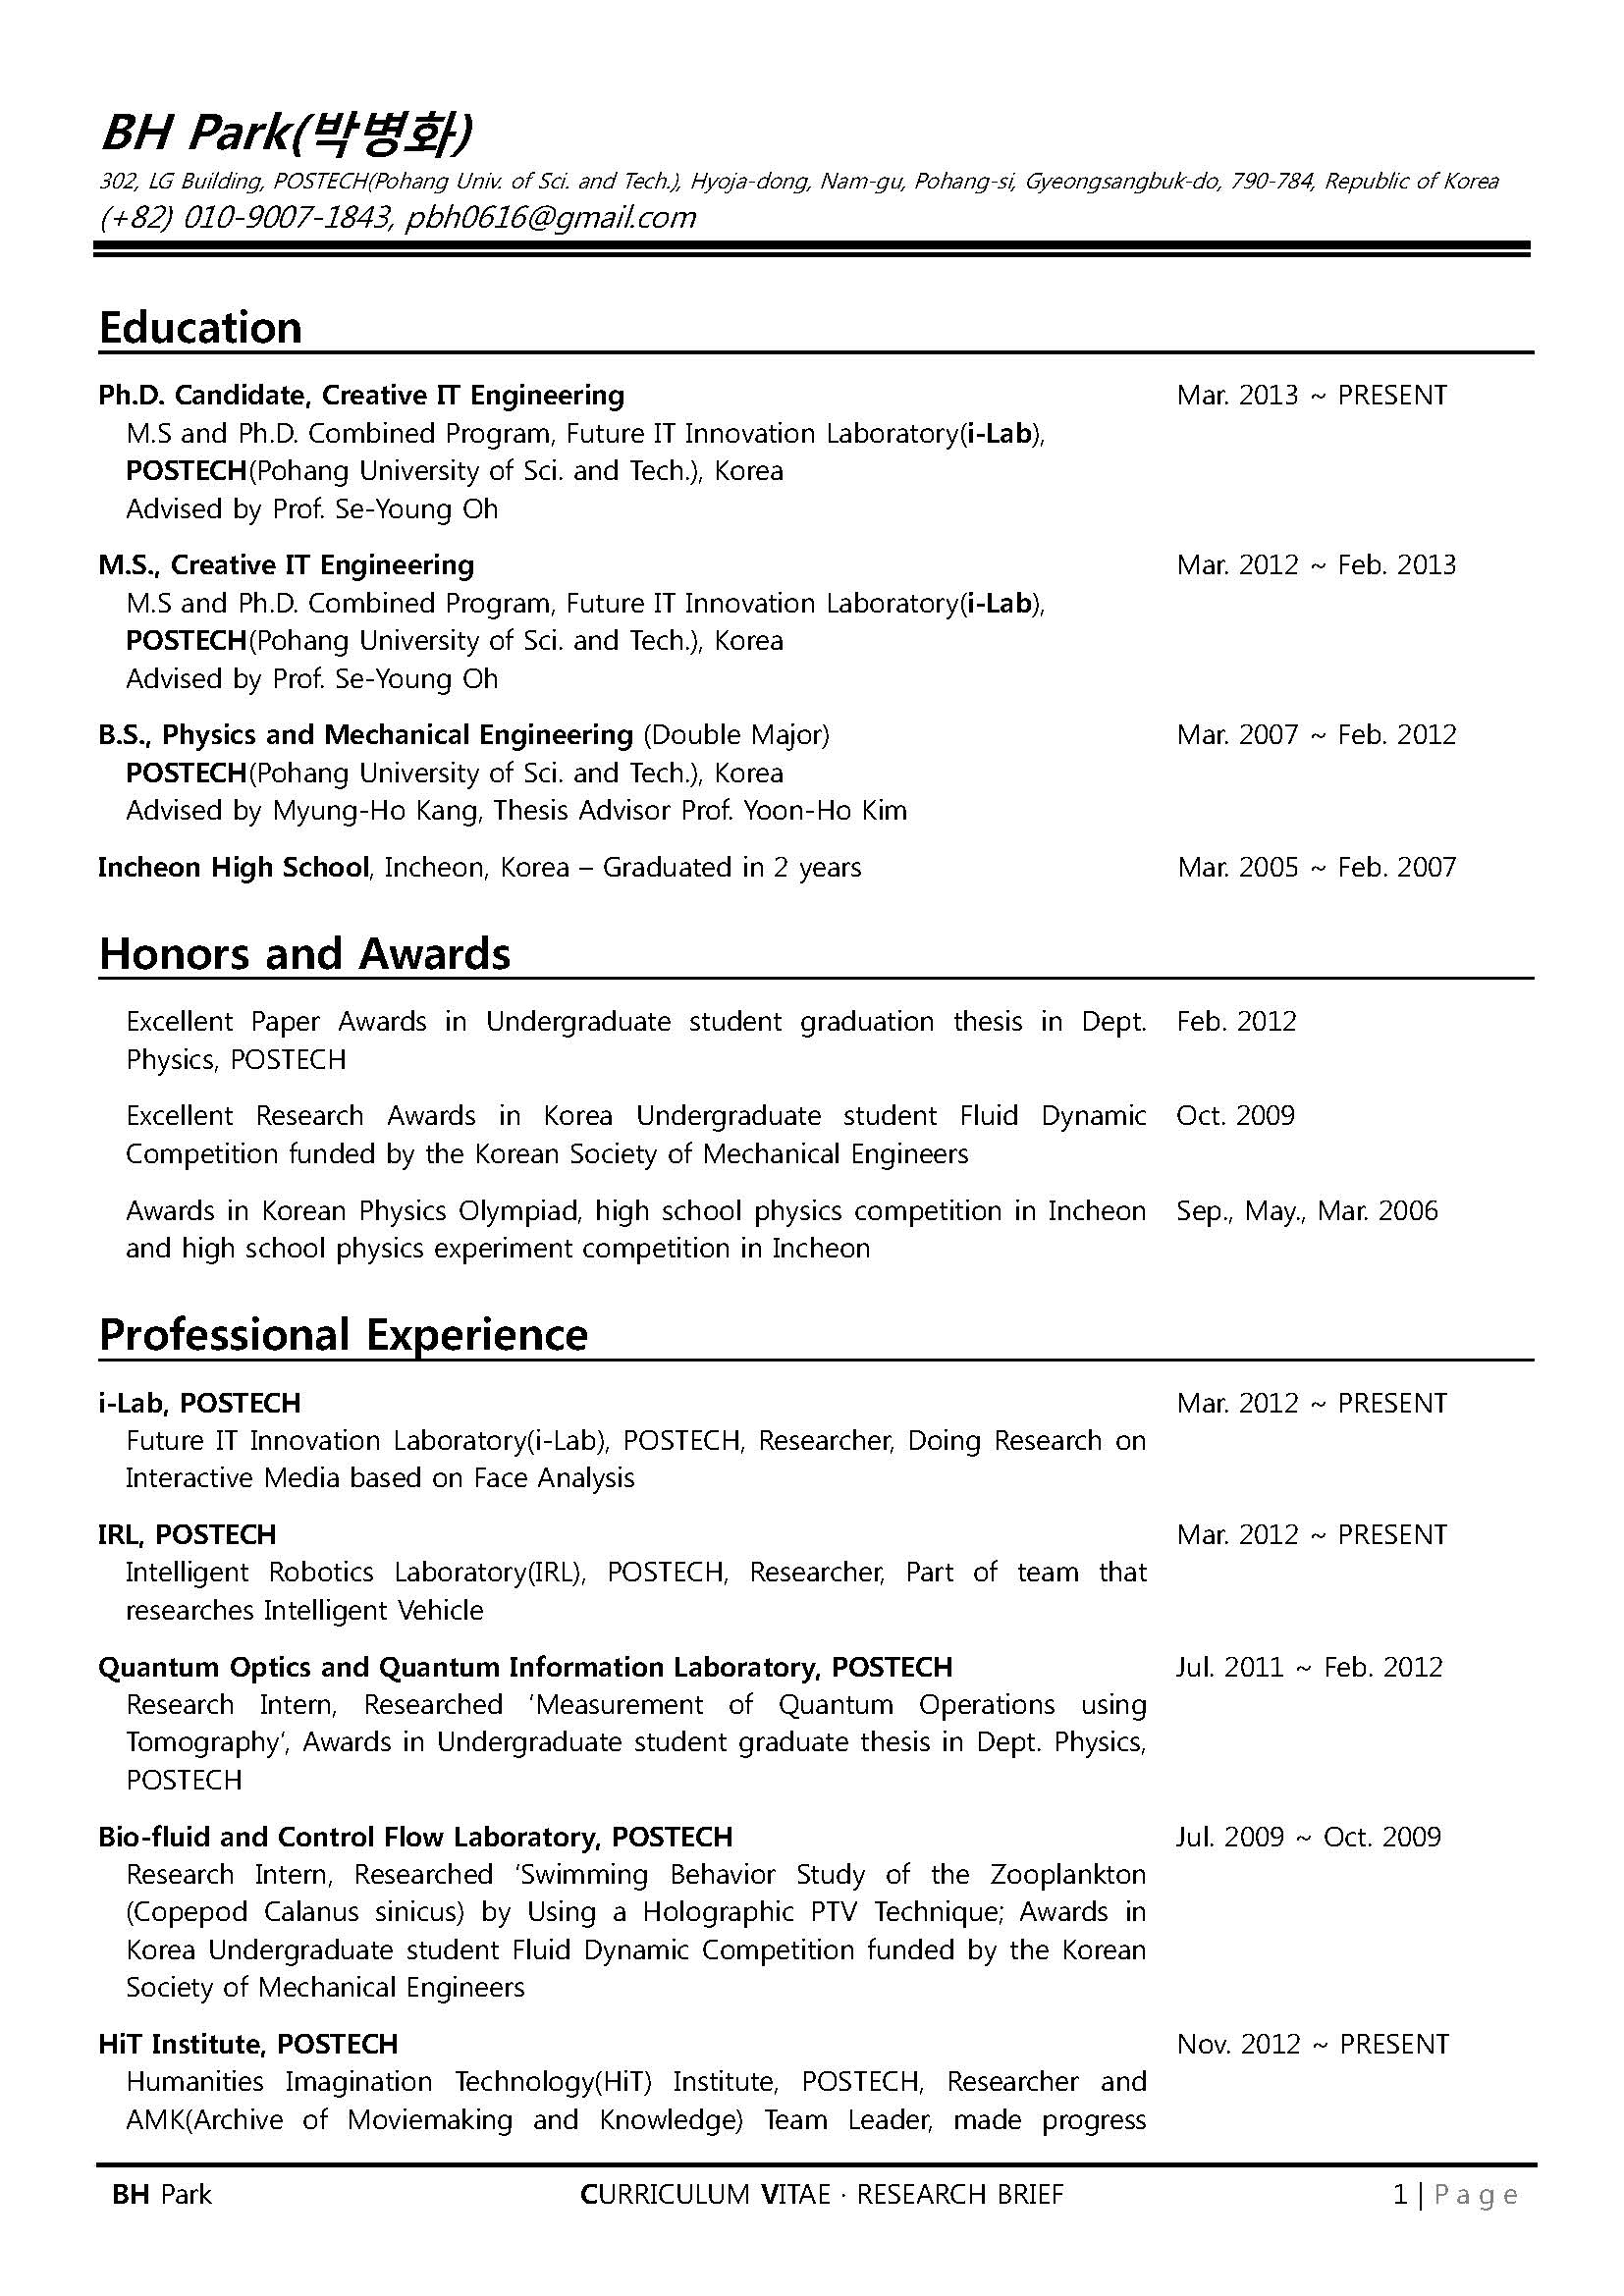 BH Park(박병화)
302, LG Building, POSTECH(Pohang Univ. of Sci. and Tech.), Hyoja-dong, Nam-gu, Pohang-si, Gyeongsangbuk-do, 790-784, Republic of Korea
(+82) 010-9007-1843, pbh0616@gmail.com
Education
Ph.D. Candidate, Creative IT Engineering Mar. 2013 ~ PRESENT
M.S and Ph.D. Combined Program, Future IT Innovation Laboratory(i-Lab),
POSTECH(Pohang University of Sci. and Tech.), Korea
Advised by Prof. Se-Young Oh
M.S., Creative IT Engineering Mar. 2012 ~ Feb. 2013
M.S and Ph.D. Combined Program, Future IT Innovation Laboratory(i-Lab),
POSTECH(Pohang University of Sci. and Tech.), Korea
Advised by Prof. Se-Young Oh
B.S., Physics and Mechanical Engineering (Double Major) Mar. 2007 ~ Feb. 2012
POSTECH(Pohang University of Sci. and Tech.), Korea
Advised by Myung-Ho Kang, Thesis Advisor Prof. Yoon-Ho Kim
Incheon High School, Incheon, Korea – Graduated in 2 years Mar. 2005 ~ Feb. 2007
Honors and Awards
Excellent Paper Awards in Undergraduate student graduation thesis in Dept. Feb. 2012
Physics, POSTECH
Excellent Research Awards in Korea Undergraduate student Fluid Dynamic Oct. 2009
Competition funded by the Korean Society of Mechanical Engineers
Awards in Korean Physics Olympiad, high school physics competition in Incheon Sep., May., Mar. 2006
and high school physics experiment competition in Incheon
Professional Experience
i-Lab, POSTECH Mar. 2012 ~ PRESENT
Future IT Innovation Laboratory(i-Lab), POSTECH, Researcher, Doing Research on
Interactive Media based on Face Analysis
IRL, POSTECH Mar. 2012 ~ PRESENT
Intelligent Robotics Laboratory(IRL), POSTECH, Researcher, Part of team that
researches Intelligent Vehicle
Quantum Optics and Quantum Information Laboratory, POSTECH Jul. 2011 ~ Feb. 2012
Research Intern, Researched ‘Measurement of Quantum Operations using
Tomography’, Awards in Undergraduate student graduate thesis in Dept. Physics,
POSTECH
Bio-fluid and Control Flow Laboratory, POSTECH Jul. 2009 ~ Oct. 2009
Research Intern, Researched ‘Swimming Behavior Study of the Zooplankton
(Copepod Calanus sinicus) by Using a Holographic PTV Technique; Awards in
Korea Undergraduate student Fluid Dynamic Competition funded by the Korean
Society of Mechanical Engineers
HiT Institute, POSTECH Nov. 2012 ~ PRESENT
Humanities Imagination Technology(HiT) Institute, POSTECH, Researcher and
AMK(Archive of Moviemaking and Knowledge) Team Leader, made progress
BH Park CURRICULUM VITAE · RESEARCH BRIEF 1 | Page